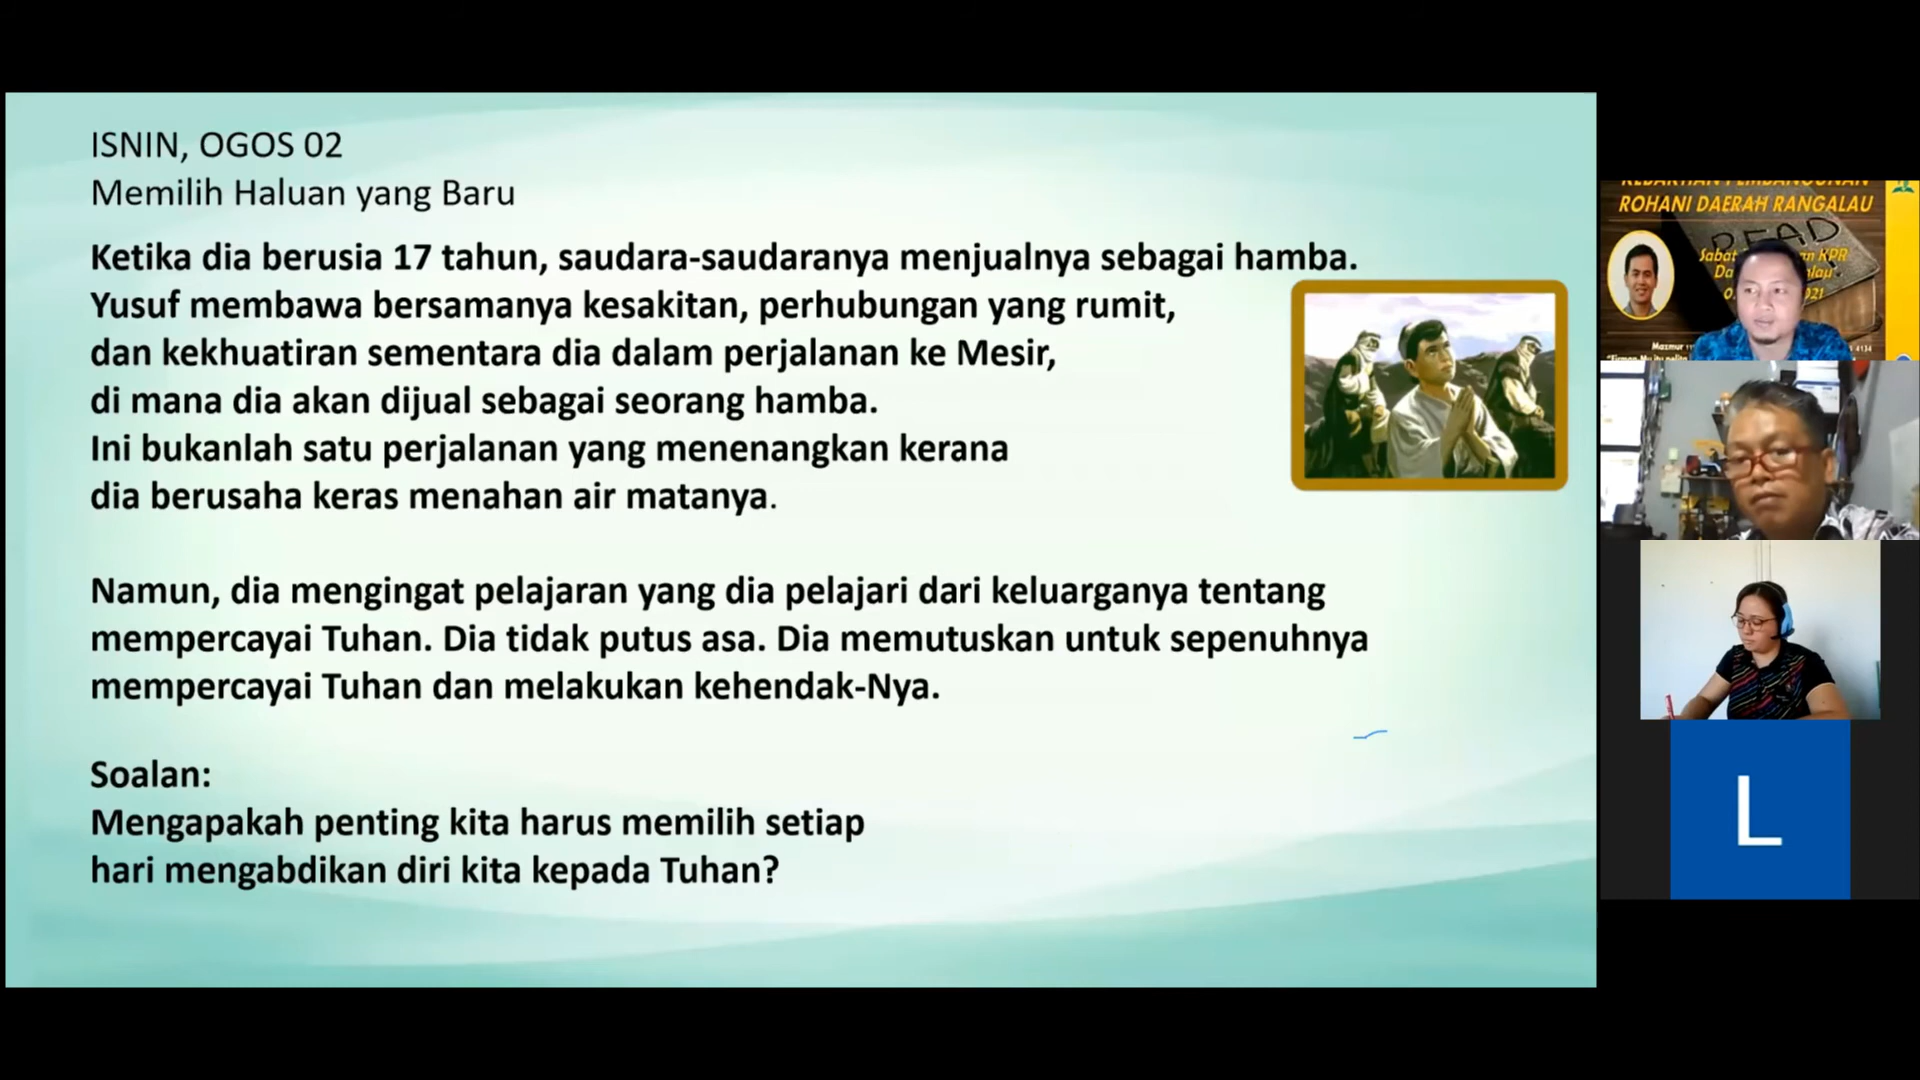 ISNIN, OGOS 02
Memilih Haluan yang Baru
Ketika dia berusia 17 tahun, saudara-saudaranya menjualnya sebagai hamba.
Yusuf membawa bersamanya kesakitan, perhubungan yang rumit,
dan kekhuatiran sementara dia dalam perjalanan ke Mesir,
di mana dia akan dijual sebagai seorang hamba.
Ini bukanlah satu perjalanan yang menenangkan kerana
dia berusaha keras menahan air matanya.
Namun, dia mengingat pelajaran yang dia pelajari dari keluarganya tentang
mempercayai Tuhan. Dia tidak putus asa. Dia memutuskan untuk sepenuhnya
mempercayai Tuhan dan melakukan kehendak-Nya.
Soalan:
Mengapakah penting kita harus memilih setiap
hari mengabdikan diri kita kepada Tuhan?
ROHANI DAERAH RANGALAU
READ
Sabat KPR
Mazmur
L